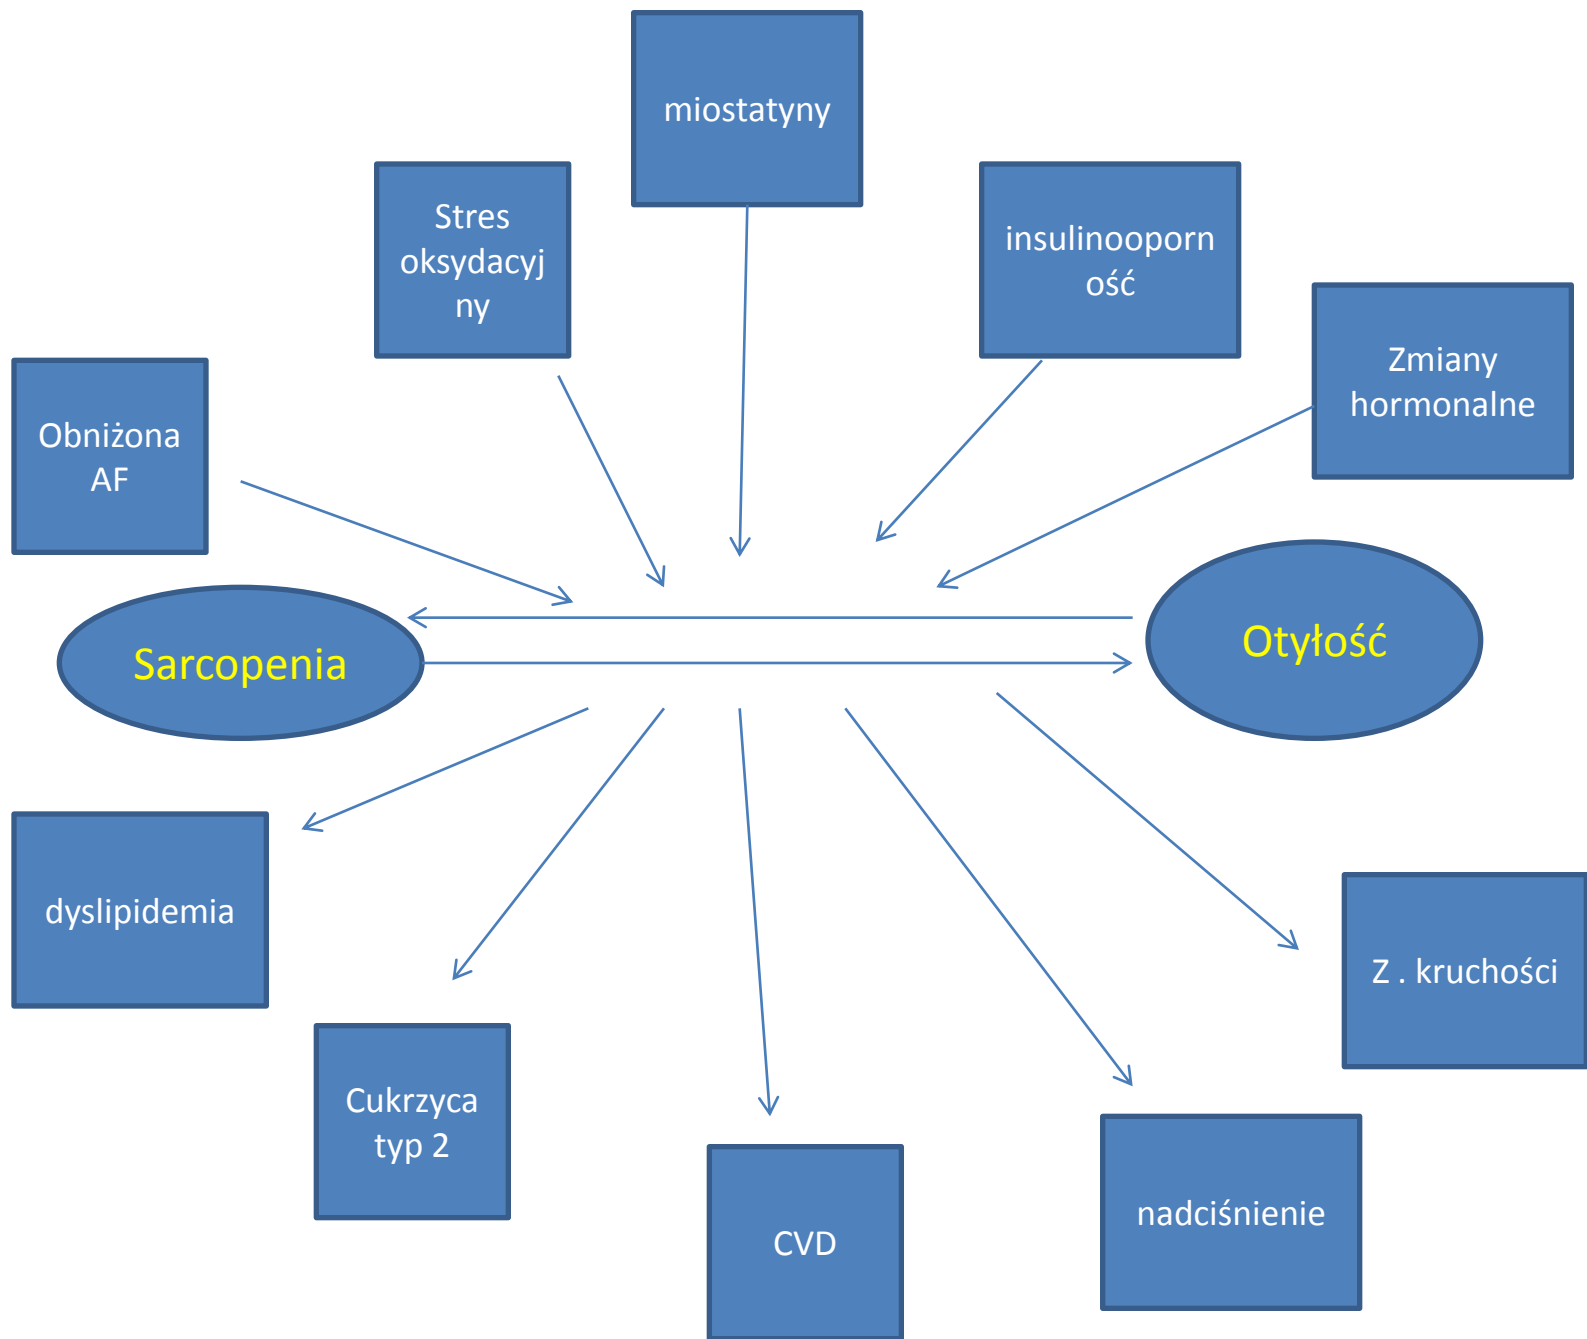 miostatyny
Stres
oksydacyj
ny
insulinooporn
ość
Zmiany
hormonalne
Obniżona
AF
Sarcopenia
Otyłość
dyslipidemia
Z . kruchości
Cukrzyca
typ 2
nadciśnienie
CVD